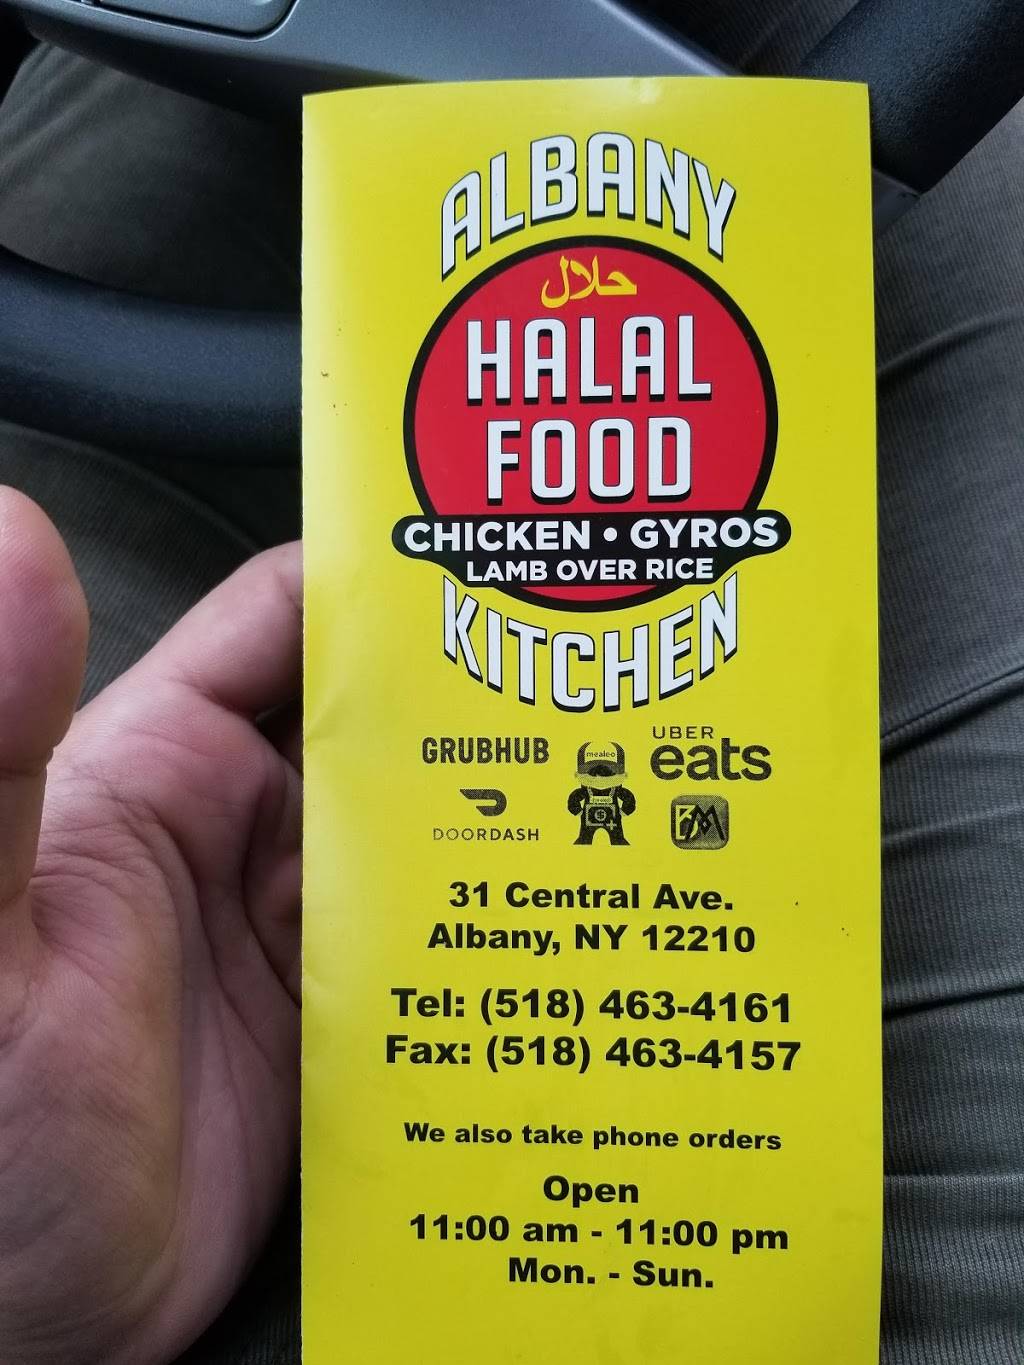 ALBANY
حلال
HALAL
FOOD
CHICKEN • GYROS
LAMB OVER RICE
KITCHEN
GRUBHUB
mealeo
UBER
eats
DOORDASH
BM
31 Central Ave.
Albany, NY 12210
Tel: (518) 463-4161
Fax: (518) 463-4157
We also take phone orders
Open
11:00 am - 11:00 pm
Mon. - Sun.